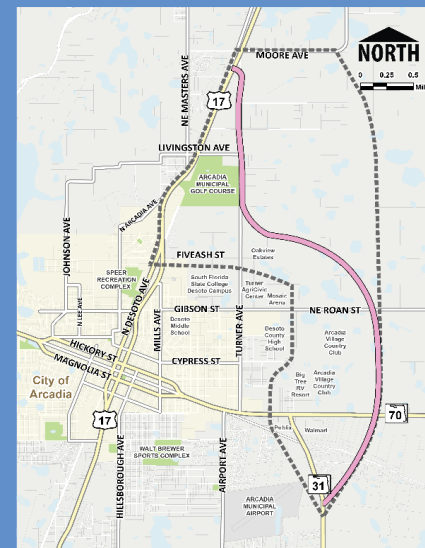 MOORE AVE
NORTH
0 0.25 0.5
Mil
NE MASTERS AVE
17
LIVINGSTON AVE
ARCADIA
MUNICIPAL
GOLF COURSE
N ARCADIA AVE
JOHNSON AVE
FIVEASH ST
Oakview
Estates
SPEER
RECREATION
COMPLEX
South Florida
State College
Desoto Campus
Turner
AgriCivic
Center
Mosaic
Arena
N LEE AVE
N DESOTO AVE
MILLS AVE
GIBSON ST
TURNER AVE
NE ROAN ST
Desoto
Middle
School
Desoto
County
High
School
Arcadia
Village
Country
Club
HICKORY ST
MAGNOLIA ST
CYPRESS ST
City of
Arcadia
Big
Tree
RV
Resort
Arcadia
Village
Country
Club
17
70
Publix
Walmart
HILLSBOROUGH AVE
WALT BREWER
SPORTS COMPLEX
AIRPORT AVE
31
ARCADIA
MUNICIPAL
AIRPORT